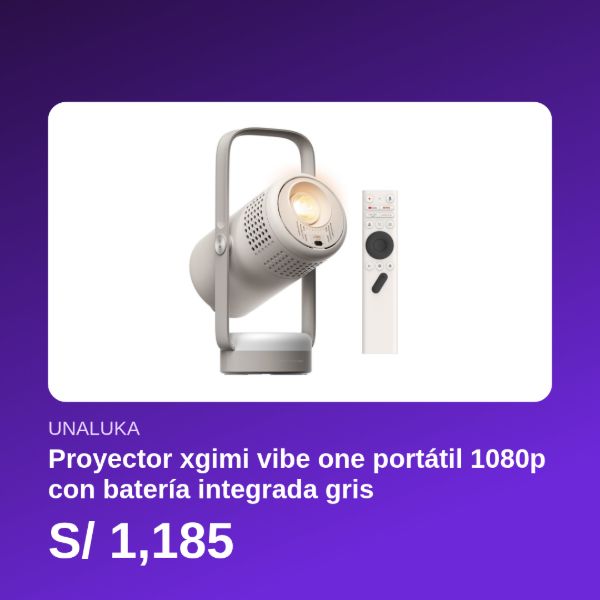 UNALUKA
Proyector xgimi vibe one portátil 1080p
con batería integrada gris
S/ 1,185